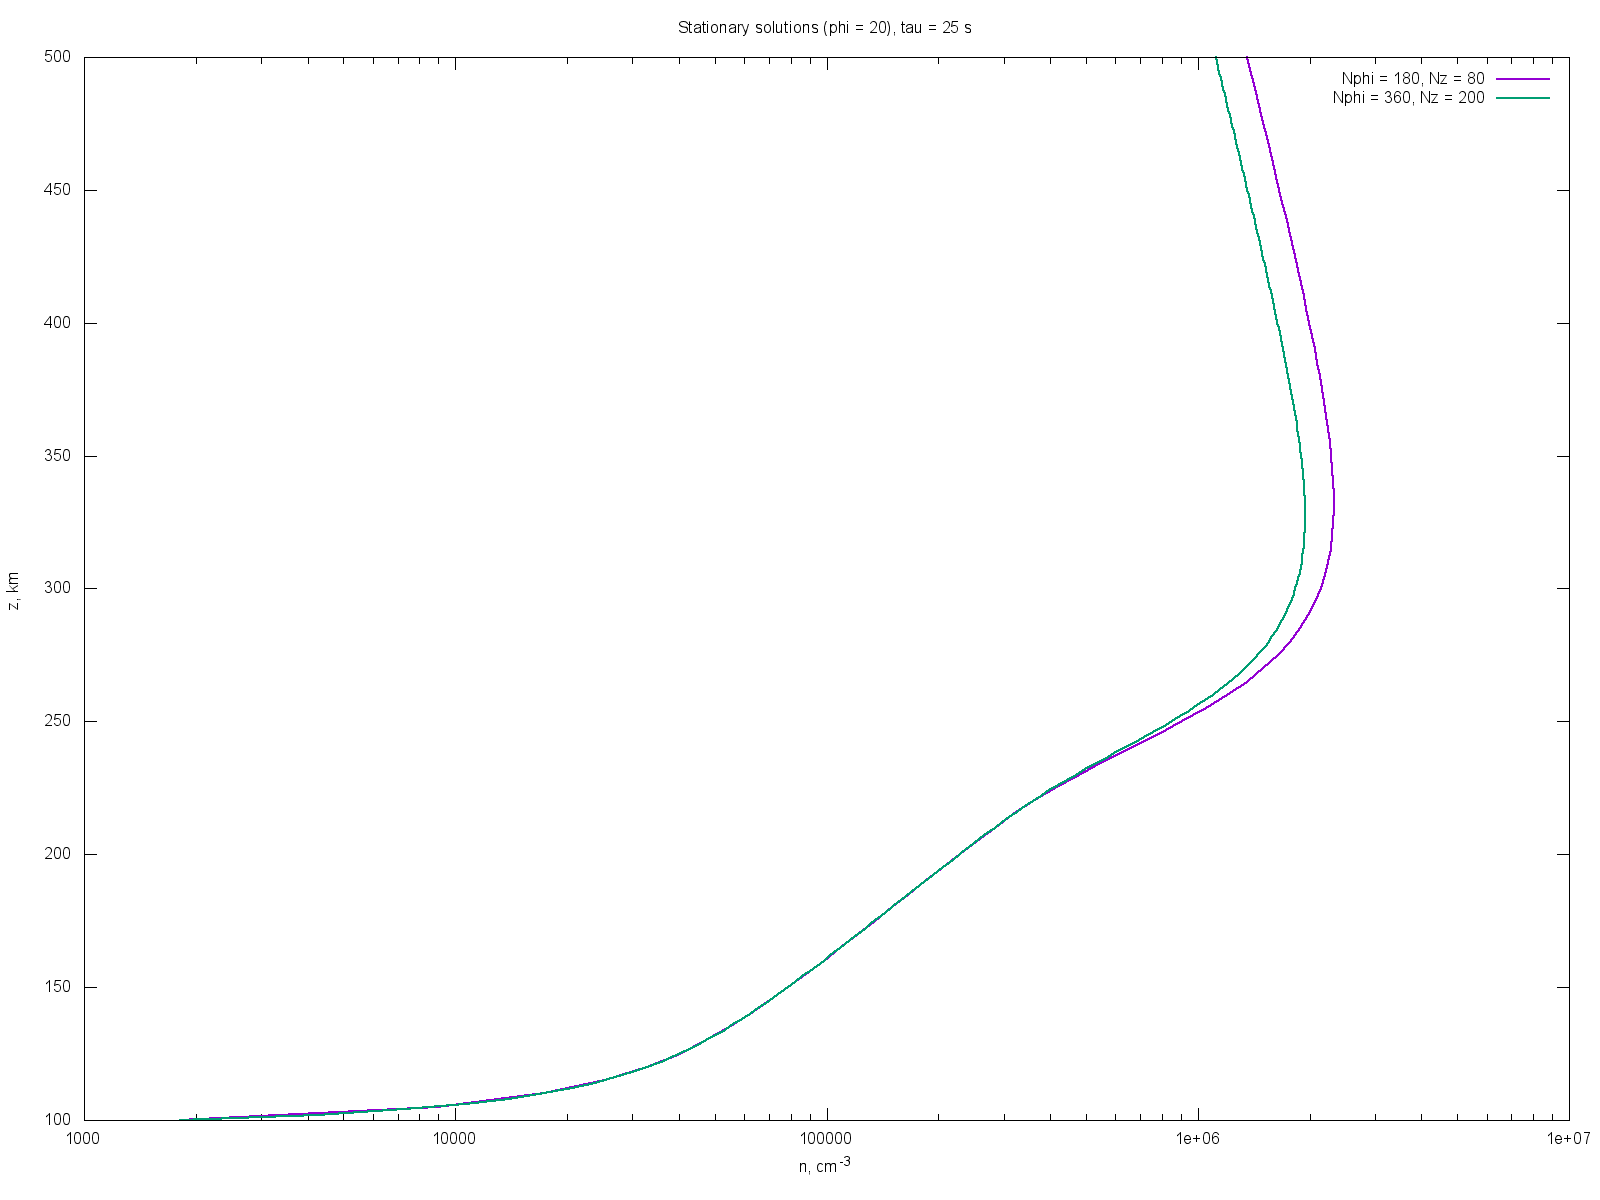 Stationary solutions (phi = 20), tau = 25 s
Nphi = 180, Nz = 80
Nphi = 360, Nz = 200
500
450
400
350
300
250
200
150
100
z, km
1000
10000
100000
1e+06
1e+07
n, cm-3